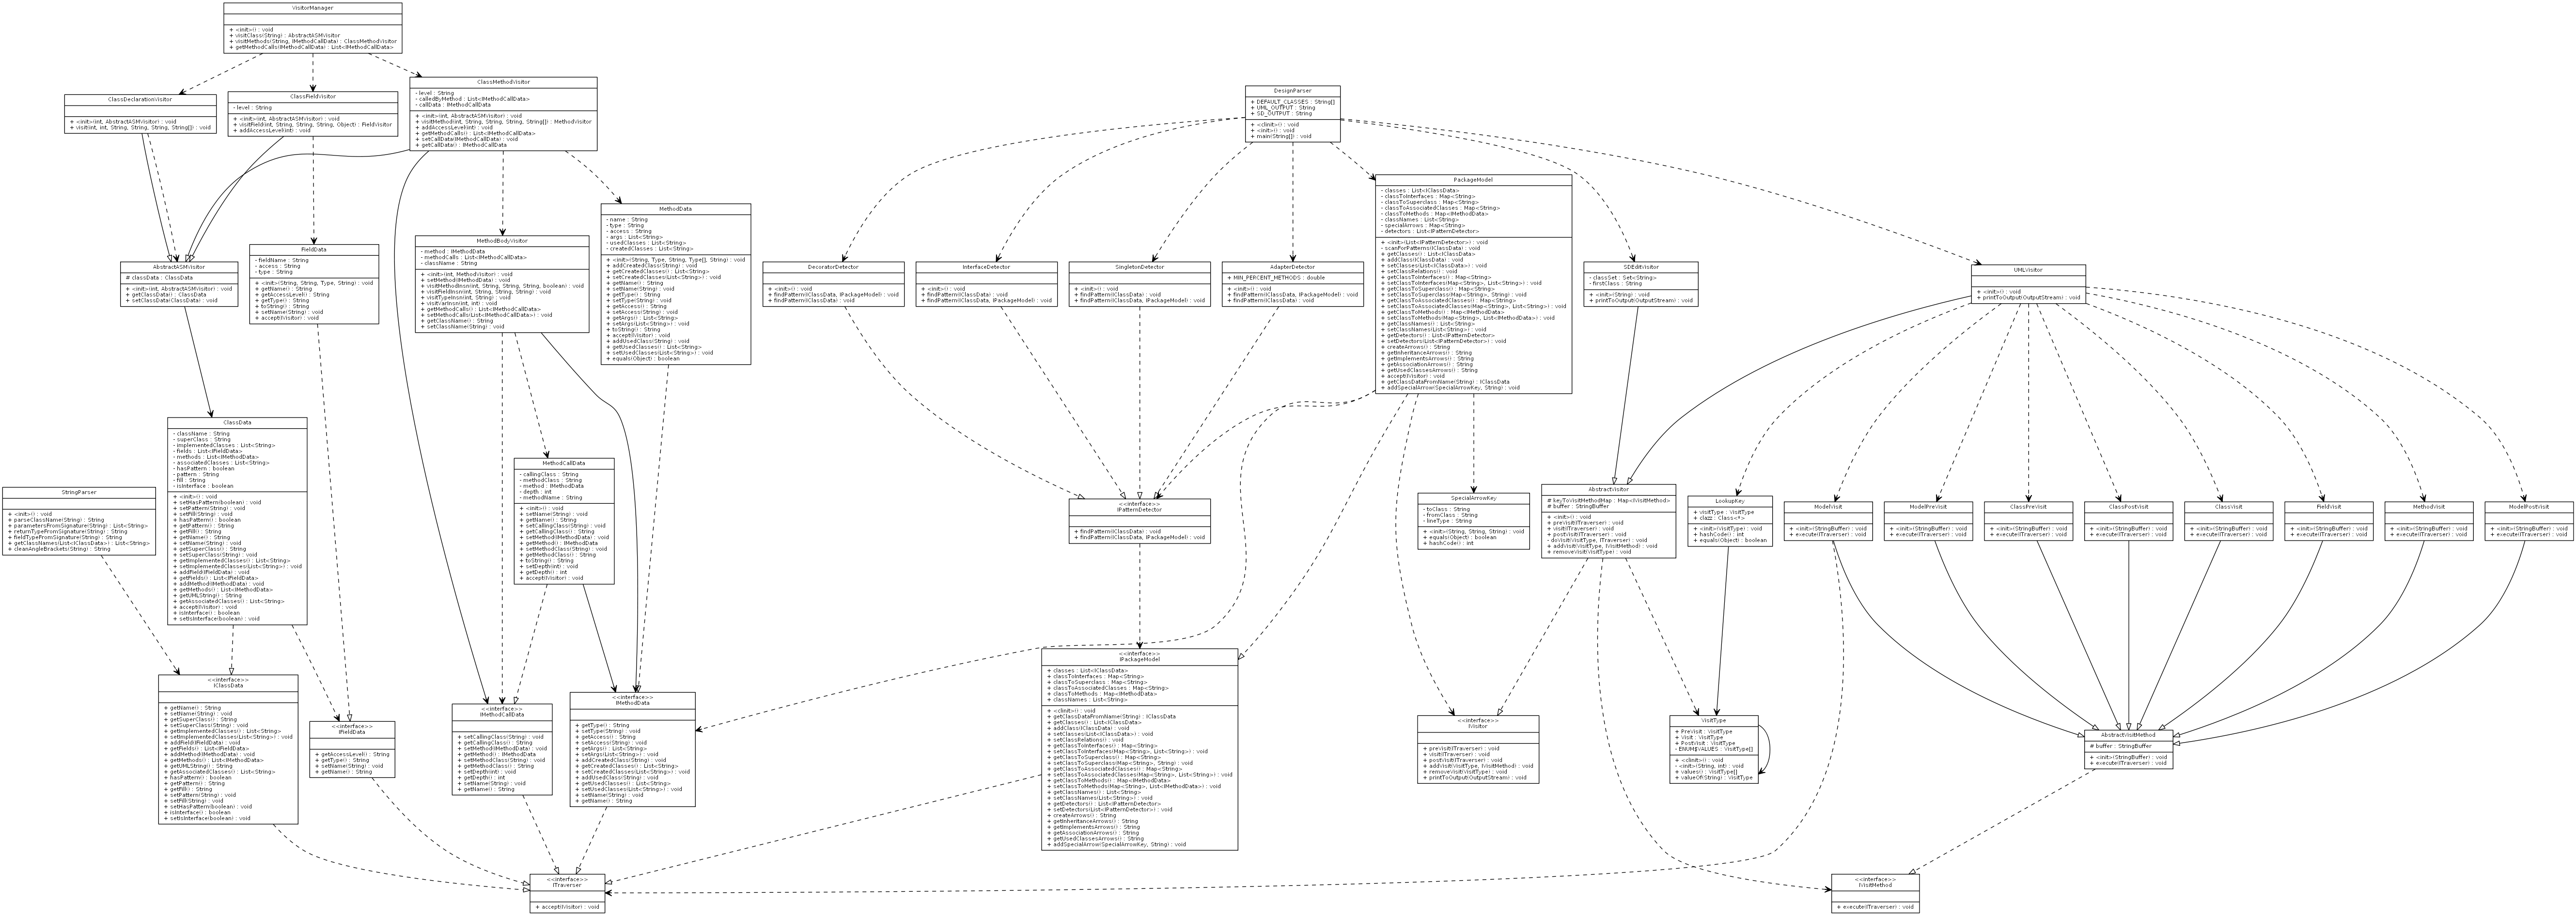 VisitorManager
+ <init>() : void
+ visitClass(String) : AbstractASMVisitor
+ visitMethods(String, IMethodCallData) : ClassMethodVisitor
+ getMethodCalls(IMethodCallData) : List<IMethodCallData>
ClassDeclarationVisitor
+ <init>(int, AbstractASMVisitor) : void
+ visit(int, int, String, String, String, String[]) : void
ClassFieldVisitor
- level : String
+ <init>(int, AbstractASMVisitor) : void
+ visitField(int, String, String, String, Object) : FieldVisitor
+ addAccessLevel(int) : void
ClassMethodVisitor
- level : String
- calledByMethod : List<IMethodCallData>
- callData : IMethodCallData
+ <init>(int, AbstractASMVisitor) : void
+ visitMethod(int, String, String, String, String[]) : MethodVisitor
+ addAccessLevel(int) : void
+ getMethodCalls() : List<IMethodCallData>
+ setCallData(IMethodCallData) : void
+ getCallData() : IMethodCallData
DesignParser
+ DEFAULT_CLASSES : String[]
+ UML_OUTPUT : String
+ SD_OUTPUT : String
+ <clinit>() : void
+ <init>() : void
+ main(String[]) : void
AbstractASMVisitor
# classData : ClassData
+ <init>(int, AbstractASMVisitor) : void
+ getClassData() : ClassData
+ setClassData(ClassData) : void
FieldData
- fieldName : String
- access : String
- type : String
+ <init>(String, String, Type, String) : void
+ getName() : String
+ getAccessLevel() : String
+ getType() : String
+ toString() : String
+ setName(String) : void
+ accept(IVisitor) : void
MethodBodyVisitor
- method : IMethodData
- methodCalls : List<IMethodCallData>
- className : String
+ <init>(int, MethodVisitor) : void
+ setMethod(IMethodData) : void
+ visitMethodInsn(int, String, String, String, boolean) : void
+ visitFieldInsn(int, String, String, String) : void
+ visitTypeInsn(int, String) : void
+ visitVarInsn(int, int) : void
+ getMethodCalls() : List<IMethodCallData>
+ setMethodCalls(List<IMethodCallData>) : void
+ getClassName() : String
+ setClassName(String) : void
MethodData
- name : String
- type : String
- access : String
- args : List<String>
- usedClasses : List<String>
- createdClasses : List<String>
+ <init>(String, Type, String, Type[], String) : void
+ addCreatedClass(String) : void
+ getCreatedClasses() : List<String>
+ setCreatedClasses(List<String>) : void
+ getName() : String
+ setName(String) : void
+ getType() : String
+ setType(String) : void
+ getAccess() : String
+ setAccess(String) : void
+ getArgs() : List<String>
+ setArgs(List<String>) : void
+ toString() : String
+ accept(IVisitor) : void
+ addUsedClass(String) : void
+ getUsedClasses() : List<String>
+ setUsedClasses(List<String>) : void
+ equals(Object) : boolean
DecoratorDetector
+ <init>() : void
+ findPattern(IClassData, IPackageModel) : void
+ findPattern(IClassData) : void
InterfaceDetector
+ <init>() : void
+ findPattern(IClassData) : void
+ findPattern(IClassData, IPackageModel) : void
SingletonDetector
+ <init>() : void
+ findPattern(IClassData) : void
+ findPattern(IClassData, IPackageModel) : void
AdapterDetector
+ MIN_PERCENT_METHODS : double
+ <init>() : void
+ findPattern(IClassData, IPackageModel) : void
+ findPattern(IClassData) : void
PackageModel
- classes : List<IClassData>
- classToInterfaces : Map<String>
- classToSuperclass : Map<String>
- classToAssociatedClasses : Map<String>
- classToMethods : Map<IMethodData>
- classNames : List<String>
- specialArrows : Map<String>
- detectors : List<IPatternDetector>
+ <init>(List<IPatternDetector>) : void
- scanForPatterns(IClassData) : void
+ getClasses() : List<IClassData>
+ addClass(IClassData) : void
+ setClasses(List<IClassData>) : void
+ setClassRelations() : void
+ getClassToInterfaces() : Map<String>
+ setClassToInterfaces(Map<String>, List<String>) : void
+ getClassToSuperclass() : Map<String>
+ setClassToSuperclass(Map<String>, String) : void
+ getClassToAssociatedClasses() : Map<String>
+ setClassToAssociatedClasses(Map<String>, List<String>) : void
+ getClassToMethods() : Map<IMethodData>
+ setClassToMethods(Map<String>, List<IMethodData>) : void
+ getClassNames() : List<String>
+ setClassNames(List<String>) : void
+ getDetectors() : List<IPatternDetector>
+ setDetectors(List<IPatternDetector>) : void
+ createArrows() : String
+ getInheritanceArrows() : String
+ getImplementsArrows() : String
+ getAssociationArrows() : String
+ getUsedClassesArrows() : String
+ accept(IVisitor) : void
+ getClassDataFromName(String) : IClassData
+ addSpecialArrow(SpecialArrowKey, String) : void
SDEditVisitor
- classSet : Set<String>
- firstClass : String
+ <init>(String) : void
+ printToOutput(OutputStream) : void
UMLVisitor
+ <init>() : void
+ printToOutput(OutputStream) : void
StringParser
+ <init>() : void
+ parseClassName(String) : String
+ parametersFromSignature(String) : List<String>
+ returnTypeFromSignature(String) : String
+ fieldTypeFromSignature(String) : String
+ getClassNames(List<IClassData>) : List<String>
+ cleanAngleBrackets(String) : String
ClassData
- className : String
- superClass : String
- implementedClasses : List<String>
- fields : List<IFieldData>
- methods : List<IMethodData>
- associatedClasses : List<String>
- hasPattern : boolean
- pattern : String
- fill : String
- isInterface : boolean
+ <init>() : void
+ setHasPattern(boolean) : void
+ setPattern(String) : void
+ setFill(String) : void
+ hasPattern() : boolean
+ getPattern() : String
+ getFill() : String
+ getName() : String
+ setName(String) : void
+ getSuperClass() : String
+ setSuperClass(String) : void
+ getImplementedClasses() : List<String>
+ setImplementedClasses(List<String>) : void
+ addField(IFieldData) : void
+ getFields() : List<IFieldData>
+ addMethod(IMethodData) : void
+ getMethods() : List<IMethodData>
+ getUMLString() : String
+ getAssociatedClasses() : List<String>
+ accept(IVisitor) : void
+ isInterface() : boolean
+ setIsInterface(boolean) : void
MethodCallData
- callingClass : String
- methodClass : String
- method : IMethodData
- depth : int
- methodName : String
+ <init>() : void
+ setName(String) : void
+ getName() : String
+ setCallingClass(String) : void
+ getCallingClass() : String
+ setMethod(IMethodData) : void
+ getMethod() : IMethodData
+ setMethodClass(String) : void
+ getMethodClass() : String
+ toString() : String
+ setDepth(int) : void
+ getDepth() : int
+ accept(IVisitor) : void
<<interface>>
IPatternDetector
+ findPattern(IClassData) : void
+ findPattern(IClassData, IPackageModel) : void
SpecialArrowKey
- toClass : String
- fromClass : String
- lineType : String
+ <init>(String, String, String) : void
+ equals(Object) : boolean
+ hashCode() : int
AbstractVisitor
# keyToVisitMethodMap : Map<IVisitMethod>
# buffer : StringBuffer
+ <init>() : void
+ preVisit(ITraverser) : void
+ visit(ITraverser) : void
+ postVisit(ITraverser) : void
- doVisit(VisitType, ITraverser) : void
+ addVisit(VisitType, IVisitMethod) : void
+ removeVisit(VisitType) : void
LookupKey
+ visitType : VisitType
+ clazz : Class<*>
+ <init>(VisitType) : void
+ hashCode() : int
+ equals(Object) : boolean
ModelVisit
+ <init>(StringBuffer) : void
+ execute(ITraverser) : void
ModelPreVisit
+ <init>(StringBuffer) : void
+ execute(ITraverser) : void
ClassPreVisit
+ <init>(StringBuffer) : void
+ execute(ITraverser) : void
ClassPostVisit
+ <init>(StringBuffer) : void
+ execute(ITraverser) : void
ClassVisit
+ <init>(StringBuffer) : void
+ execute(ITraverser) : void
FieldVisit
+ <init>(StringBuffer) : void
+ execute(ITraverser) : void
MethodVisit
+ <init>(StringBuffer) : void
+ execute(ITraverser) : void
ModelPostVisit
+ <init>(StringBuffer) : void
+ execute(ITraverser) : void
<<interface>>
IClassData
+ getName() : String
+ setName(String) : void
+ getSuperClass() : String
+ setSuperClass(String) : void
+ getImplementedClasses() : List<String>
+ setImplementedClasses(List<String>) : void
+ addField(IFieldData) : void
+ getFields() : List<IFieldData>
+ addMethod(IMethodData) : void
+ getMethods() : List<IMethodData>
+ getUMLString() : String
+ getAssociatedClasses() : List<String>
+ hasPattern() : boolean
+ getPattern() : String
+ getFill() : String
+ setPattern(String) : void
+ setFill(String) : void
+ setHasPattern(boolean) : void
+ isInterface() : boolean
+ setIsInterface(boolean) : void
<<interface>>
IFieldData
+ getAccessLevel() : String
+ getType() : String
+ setName(String) : void
+ getName() : String
<<interface>>
IMethodCallData
+ setCallingClass(String) : void
+ getCallingClass() : String
+ setMethod(IMethodData) : void
+ getMethod() : IMethodData
+ setMethodClass(String) : void
+ getMethodClass() : String
+ setDepth(int) : void
+ getDepth() : int
+ setName(String) : void
+ getName() : String
<<interface>>
IMethodData
+ getType() : String
+ setType(String) : void
+ getAccess() : String
+ setAccess(String) : void
+ getArgs() : List<String>
+ setArgs(List<String>) : void
+ addCreatedClass(String) : void
+ getCreatedClasses() : List<String>
+ setCreatedClasses(List<String>) : void
+ addUsedClass(String) : void
+ getUsedClasses() : List<String>
+ setUsedClasses(List<String>) : void
+ setName(String) : void
+ getName() : String
<<interface>>
IPackageModel
+ classes : List<IClassData>
+ classToInterfaces : Map<String>
+ classToSuperclass : Map<String>
+ classToAssociatedClasses : Map<String>
+ classToMethods : Map<IMethodData>
+ classNames : List<String>
+ <clinit>() : void
+ getClassDataFromName(String) : IClassData
+ getClasses() : List<IClassData>
+ addClass(IClassData) : void
+ setClasses(List<IClassData>) : void
+ setClassRelations() : void
+ getClassToInterfaces() : Map<String>
+ setClassToInterfaces(Map<String>, List<String>) : void
+ getClassToSuperclass() : Map<String>
+ setClassToSuperclass(Map<String>, String) : void
+ getClassToAssociatedClasses() : Map<String>
+ setClassToAssociatedClasses(Map<String>, List<String>) : void
+ getClassToMethods() : Map<IMethodData>
+ setClassToMethods(Map<String>, List<IMethodData>) : void
+ getClassNames() : List<String>
+ setClassNames(List<String>) : void
+ getDetectors() : List<IPatternDetector>
+ setDetectors(List<IPatternDetector>) : void
+ createArrows() : String
+ getInheritanceArrows() : String
+ getImplementsArrows() : String
+ getAssociationArrows() : String
+ getUsedClassesArrows() : String
+ addSpecialArrow(SpecialArrowKey, String) : void
<<interface>>
IVisitor
+ preVisit(ITraverser) : void
+ visit(ITraverser) : void
+ postVisit(ITraverser) : void
+ addVisit(VisitType, IVisitMethod) : void
+ removeVisit(VisitType) : void
+ printToOutput(OutputStream) : void
VisitType
+ PreVisit : VisitType
+ Visit : VisitType
+ PostVisit : VisitType
- ENUM$VALUES : VisitType[]
+ <clinit>() : void
- <init>(String, int) : void
+ values() : VisitType[]
+ valueOf(String) : VisitType
AbstractVisitMethod
# buffer : StringBuffer
+ <init>(StringBuffer) : void
+ execute(ITraverser) : void
<<interface>>
ITraverser
+ accept(IVisitor) : void
<<interface>>
IVisitMethod
+ execute(ITraverser) : void